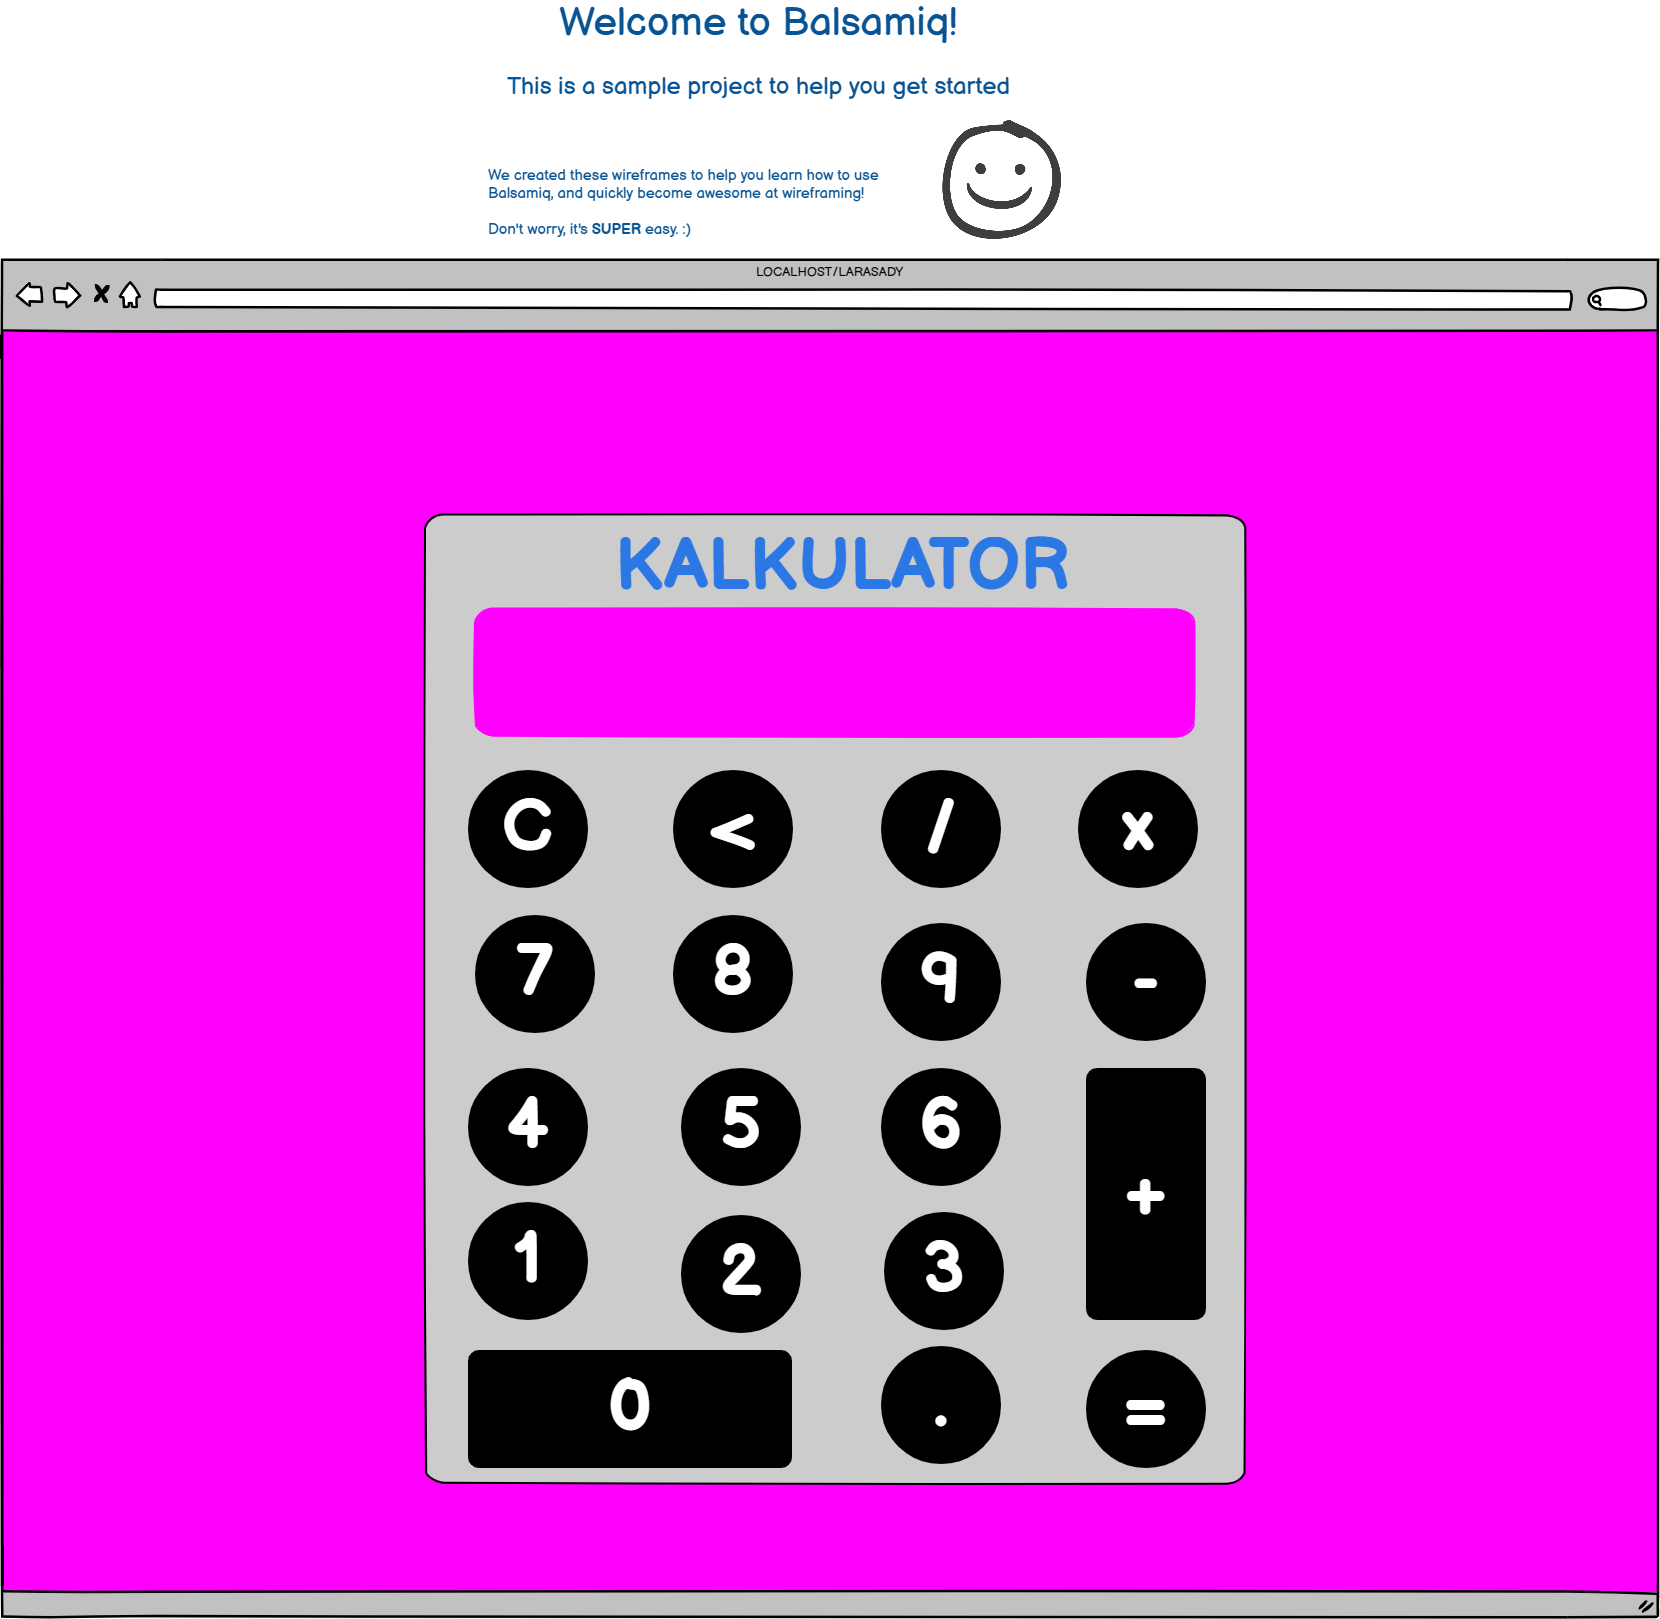 Welcome to Balsamiq!
This is a sample project to help you get started
We created these wireframes to help you learn how to use
Balsamiq, and quickly become awesome at wireframing!
Don't worry, it's SUPER easy. :)
LOCALHOST/LARASADY
KALKULATOR
C < / x
7 8 9 -
4 5 6
+
1 2 3
0 . =